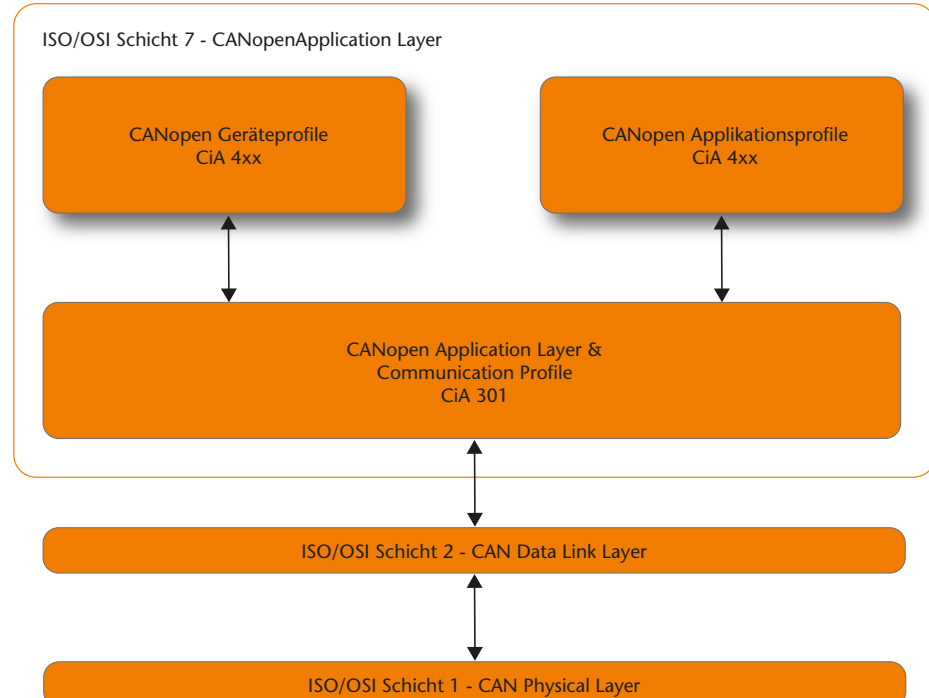 ISO/OSI Schicht 7 - CANopenApplication Layer
CANopen Geräteprofile
CiA 4xx
CANopen Applikationsprofile
CiA 4xx
CANopen Application Layer &
Communication Profile
CiA 301
ISO/OSI Schicht 2 - CAN Data Link Layer
ISO/OSI Schicht 1 - CAN Physical Layer